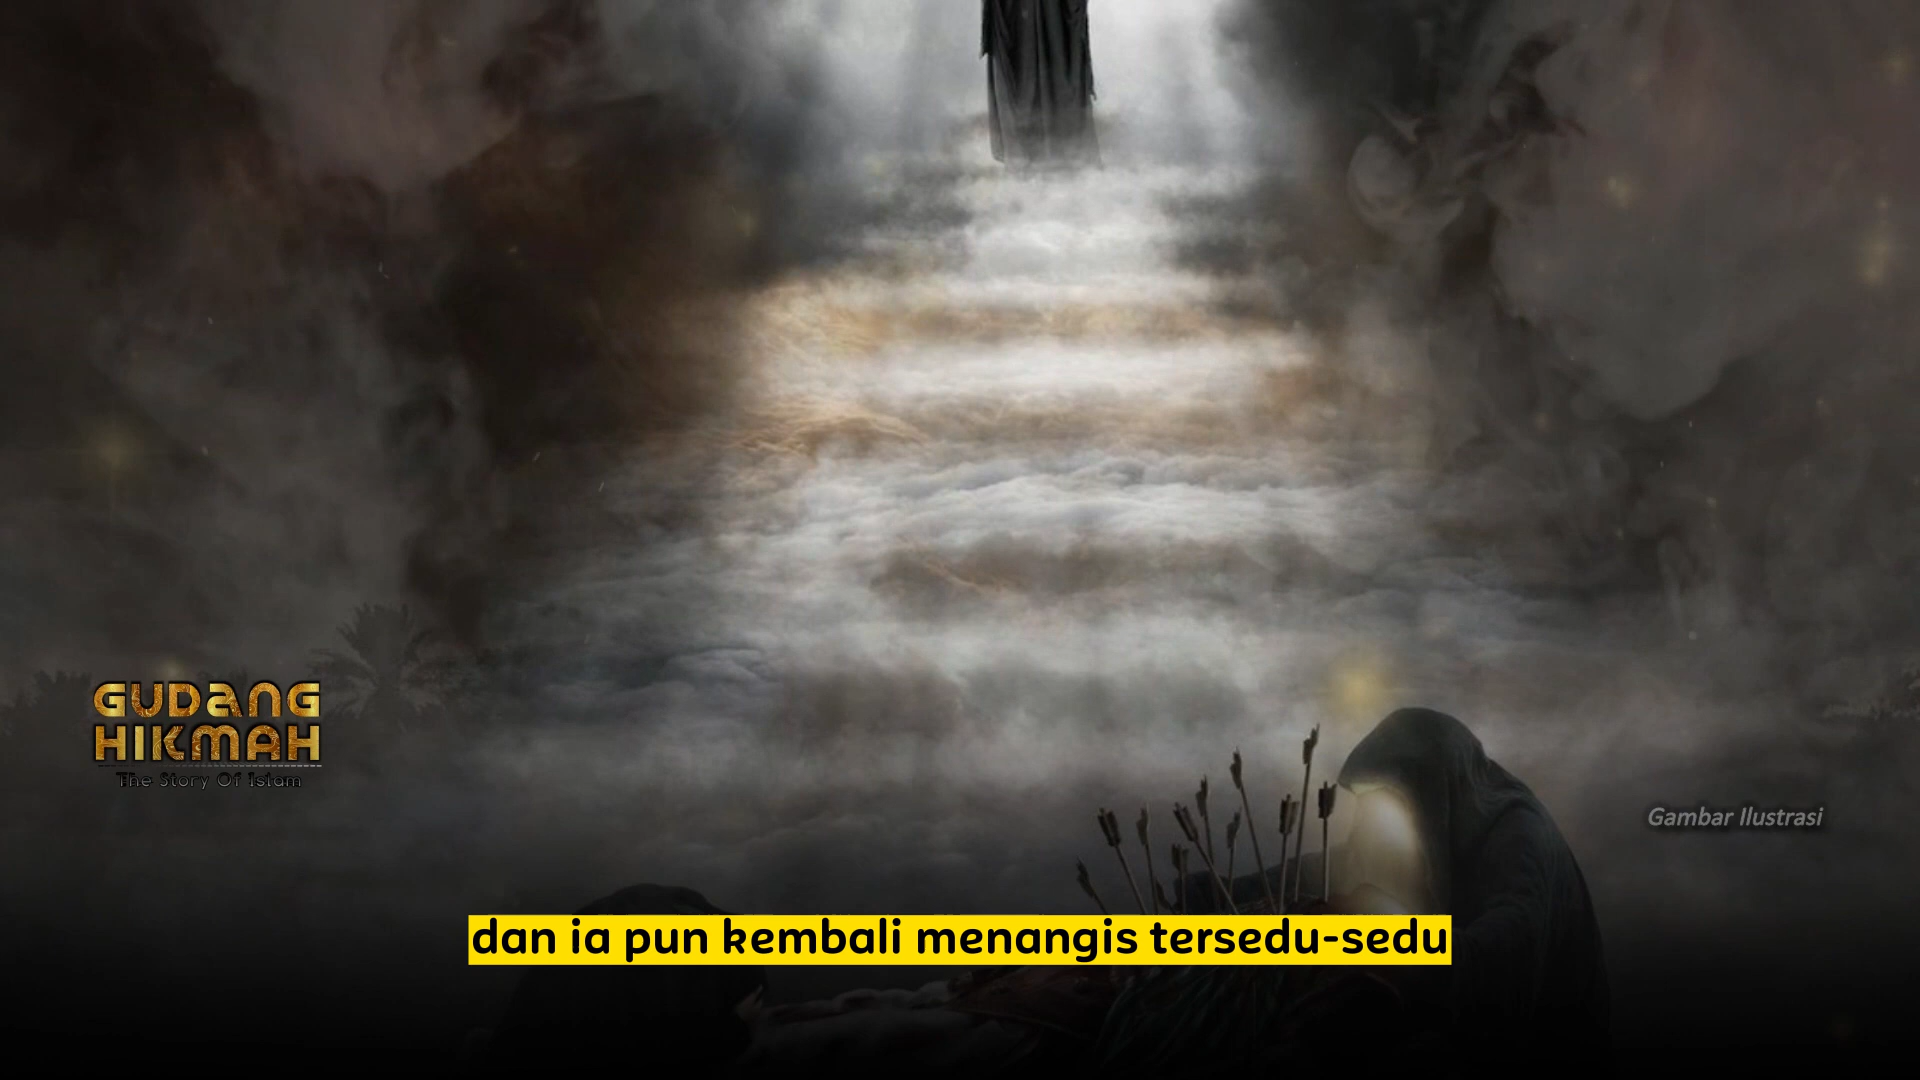 GUDANG
HIKMAH
The Story Of Islam
Gambar Ilustrasi
dan ia pun kembali menangis tersedu-sedu